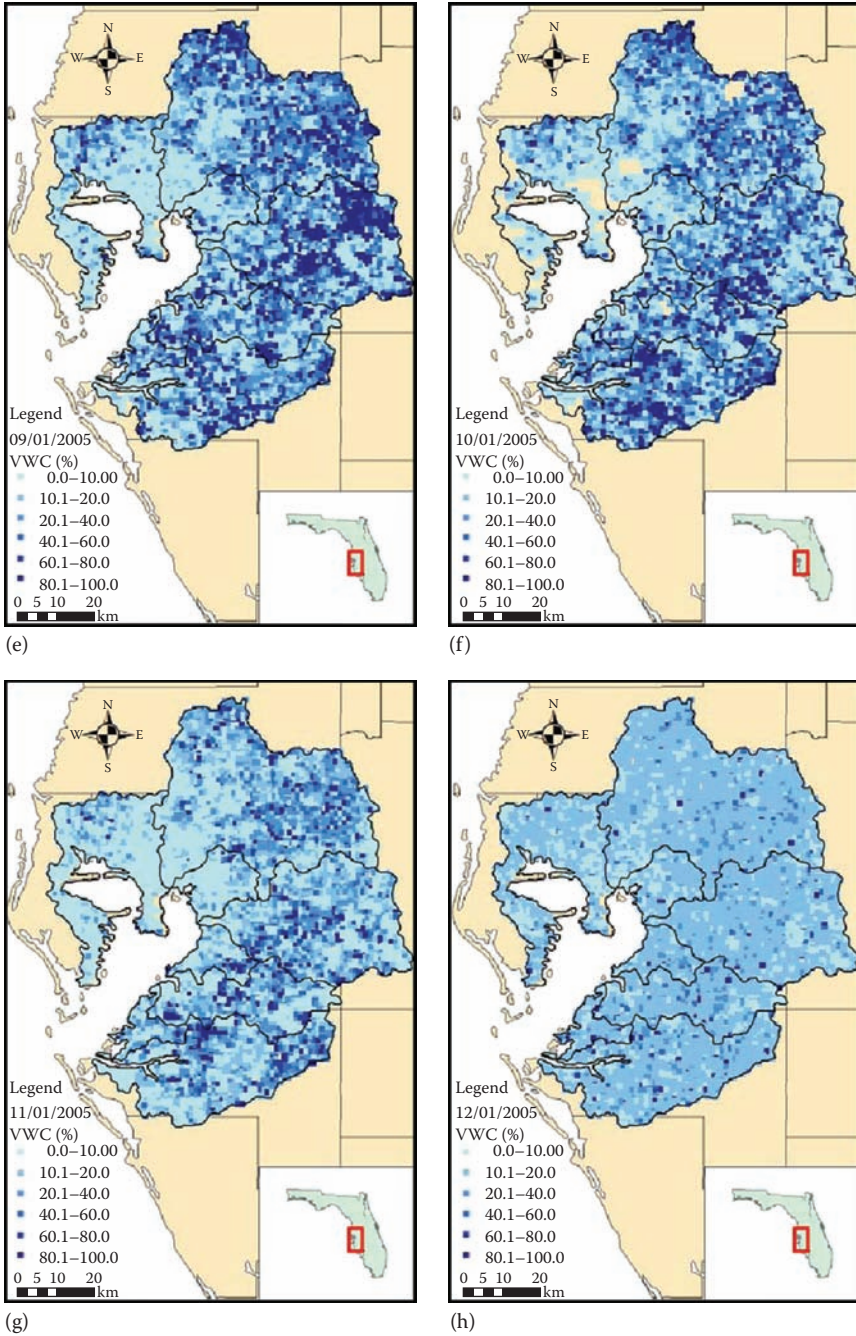 N
W E
S
Legend
09/01/2005
VWC (%)
0.0–10.00
10.1–20.0
20.1–40.0
40.1–60.0
60.1–80.0
80.1–100.0
0 5 10 20
km
(e)
N
W E
S
Legend
10/01/2005
VWC (%)
0.0–10.00
10.1–20.0
20.1–40.0
40.1–60.0
60.1–80.0
80.1–100.0
0 5 10 20
km
(f)
N
W E
S
Legend
11/01/2005
VWC (%)
0.0–10.00
10.1–20.0
20.1–40.0
40.1–60.0
60.1–80.0
80.1–100.0
0 5 10 20
km
(g)
N
W E
S
Legend
12/01/2005
VWC (%)
0.0–10.00
10.1–20.0
20.1–40.0
40.1–60.0
60.1–80.0
80.1–100.0
0 5 10 20
km
(h)